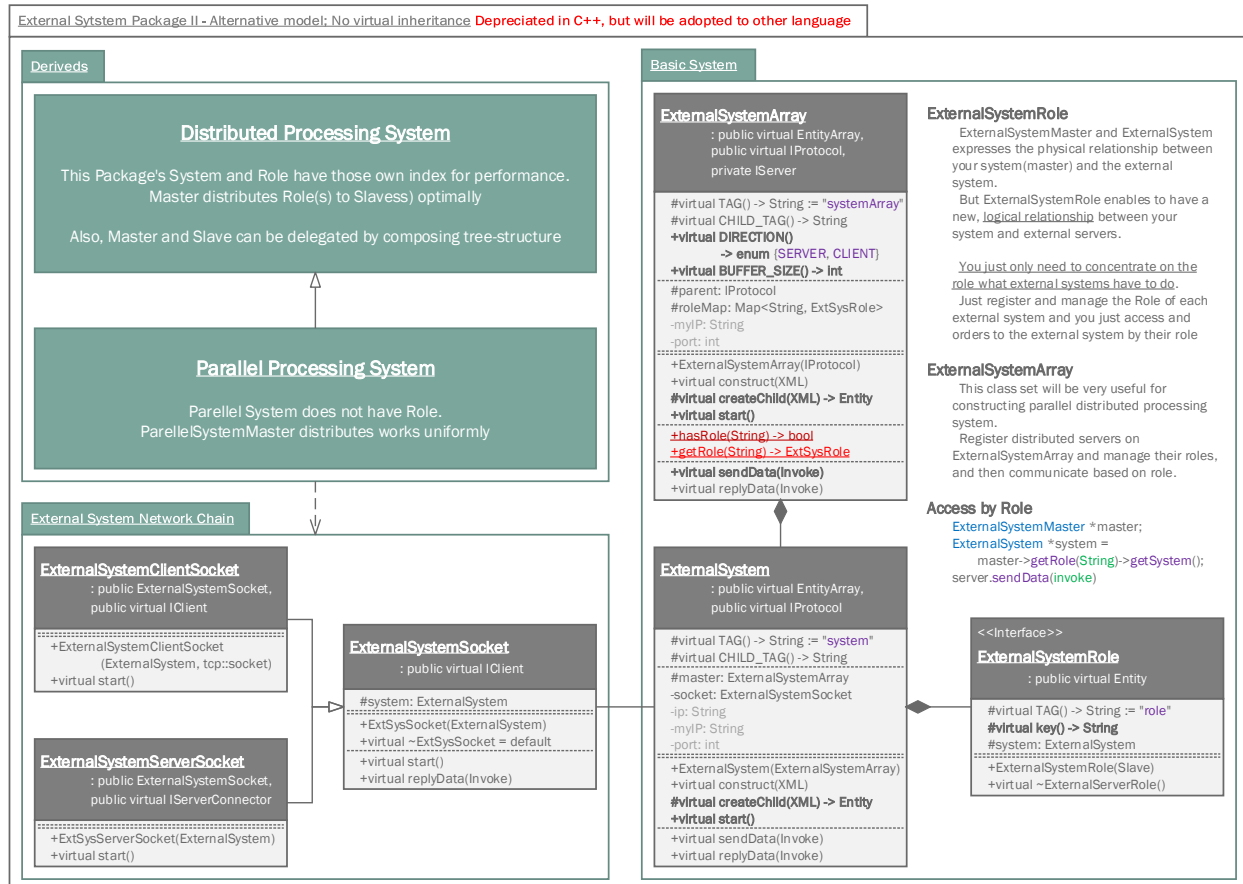 External Sytstem Package II - Alternative model; No virtual inheritance Depreciated in C++, but will be adopted to other language
Deriveds
Distributed Processing System
This Package's System and Role have those own index for performance.
Master distributes Role(s) to Slavess) optimally
Also, Master and Slave can be delegated by composing tree-structure
Parallel Processing System
Parellel System does not have Role.
ParellelSystemMaster distributes works uniformly
External System Network Chain
ExternalSystemClientSocket
: public ExternalSystemSocket,
public virtual IClient
+ExternalSystemClientSocket
(ExternalSystem, tcp::socket)
+virtual start()
ExternalSystemServerSocket
: public ExternalSystemSocket,
public virtual IServerConnector
+ExtSysServerSocket(ExternalSystem)
+virtual start()
ExternalSystemSocket
: public virtual IClient
#system: ExternalSystem
+ExtSysSocket(ExternalSystem)
+virtual ~ExtSysSocket = default
+virtual start()
+virtual replyData(Invoke)
Basic System
ExternalSystemArray
: public virtual EntityArray,
public virtual IProtocol,
private IServer
#virtual TAG() -> String := "systemArray"
#virtual CHILD_TAG() -> String
+virtual DIRECTION()
-> enum {SERVER, CLIENT}
+virtual BUFFER_SIZE() -> int
#parent: IProtocol
#roleMap: Map<String, ExtSysRole>
-myIP: String
-port: int
+ExternalSystemArray(IProtocol)
+virtual construct(XML)
#virtual createChild(XML) -> Entity
+virtual start()
+hasRole(String) -> bool
+getRole(String) -> ExtSysRole
+virtual sendData(Invoke)
+virtual replyData(Invoke)
ExternalSystem
: public virtual EntityArray,
public virtual IProtocol
#virtual TAG() -> String := "system"
#virtual CHILD_TAG() -> String
#master: ExternalSystemArray
-socket: ExternalSystemSocket
-ip: String
-myIP: String
-port: int
+ExternalSystem(ExternalSystemArray)
+virtual construct(XML)
#virtual createChild(XML) -> Entity
+virtual start()
+virtual sendData(Invoke)
+virtual replyData(Invoke)
ExternalSystemRole
ExternalSystemMaster and ExternalSystem
expresses the physical relationship between
your system(master) and the external
system.
But ExternalSystemRole enables to have a
new, logical relationship between your
system and external servers.
You just only need to concentrate on the
role what external systems have to do.
Just register and manage the Role of each
external system and you just access and
orders to the external system by their role
ExternalSystemArray
This class set will be very useful for
constructing parallel distributed processing
system.
Register distributed servers on
ExternalSystemArray and manage their roles,
and then communicate based on role.
Access by Role
ExternalSystemMaster *master;
ExternalSystem *system =
master->getRole(String)->getSystem();
server.sendData(invoke)
<<Interface>>
ExternalSystemRole
: public virtual Entity
#virtual TAG() -> String := "role"
#virtual key() -> String
#system: ExternalSystem
+ExternalSystemRole(Slave)
+virtual ~ExternalServerRole()